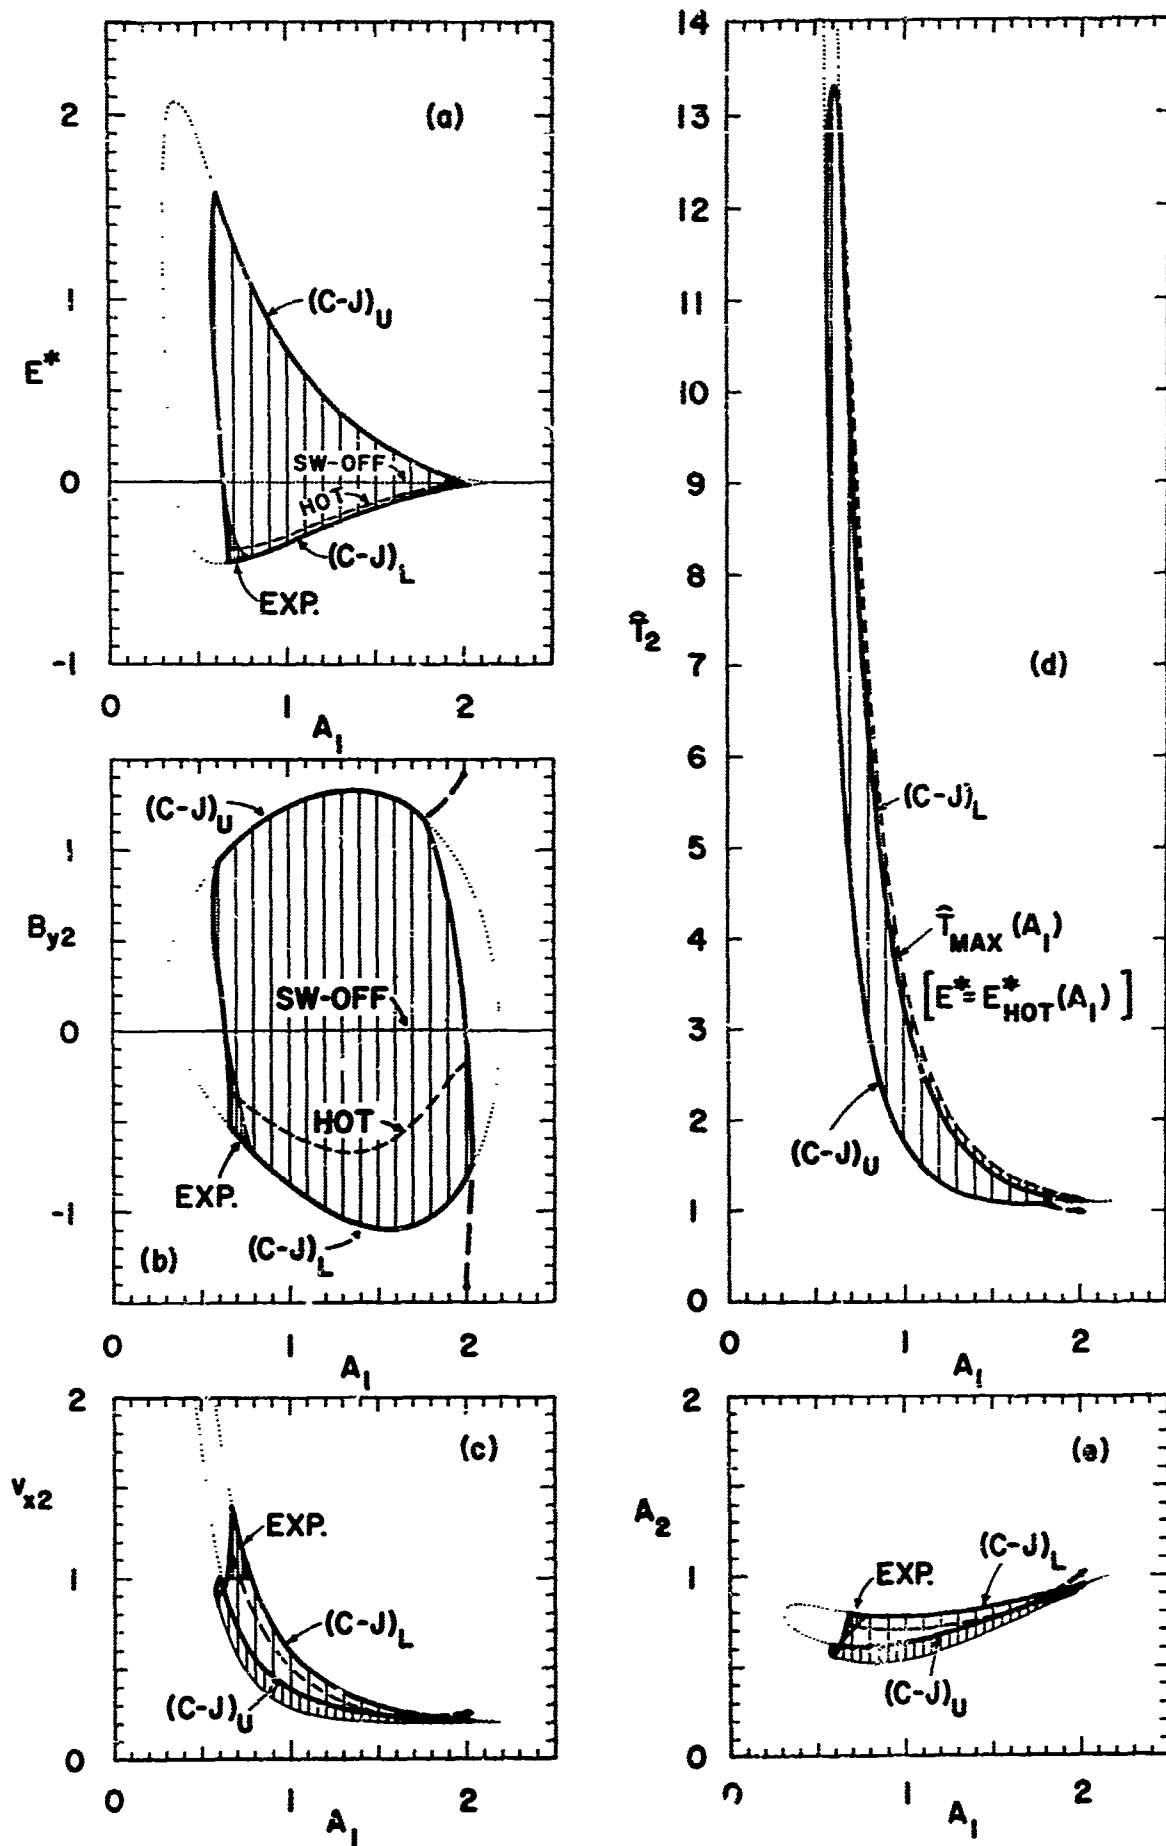 (a)
2
1
0
-1
E*
(C-J)U
SW-OFF
HOT
(C-J)L
EXP.
1 2
A1
(b)
1
0
-1
By2
(C-J)U
SW-OFF
HOT
EXP.
(C-J)L
0 1 2
A1
(c)
2
1
0
vx2
EXP.
(C-J)L
(C-J)U
0 1 2
A1
(d)
14
13
12
11
10
9
8
7
6
5
4
3
2
1
0
T̂2
(C-J)L
T̂MAX (A1)
[E* = E*HOT (A1)]
(C-J)U
0 1 2
A1
(e)
2
1
0
A2
EXP.
(C-J)L
(C-J)U
0 1 2
A1